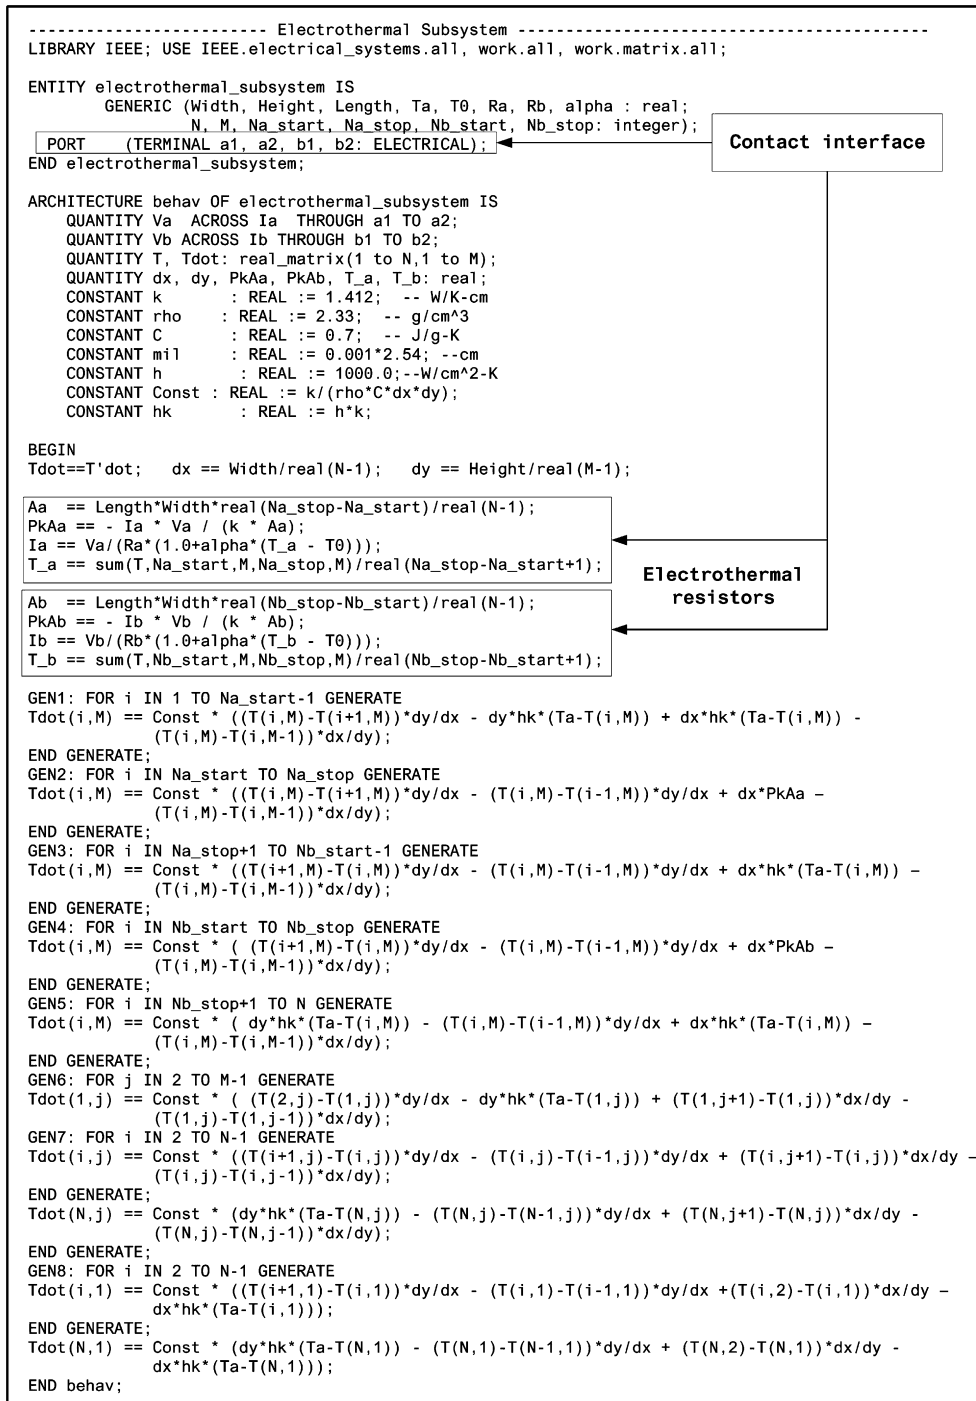 ---------------------------- Electrothermal Subsystem -------------------------------------------
LIBRARY IEEE; USE IEEE.electrical_systems.all, work.all, work.matrix.all;
ENTITY electrothermal_subsystem IS
GENERIC (Width, Height, Length, Ta, T0, Ra, Rb, alpha : real;
N, M, Na_start, Na_stop, Nb_start, Nb_stop: integer);
PORT (TERMINAL a1, a2, b1, b2: ELECTRICAL);
Contact interface
END electrothermal_subsystem;
ARCHITECTURE behav OF electrothermal_subsystem IS
QUANTITY Va ACROSS Ia THROUGH a1 TO a2;
QUANTITY Vb ACROSS Ib THROUGH b1 TO b2;
QUANTITY T, Tdot: real_matrix(1 to N,1 to M);
QUANTITY dx, dy, PkAa, PkAb, T_a, T_b: real;
CONSTANT k : REAL := 1.412; -- W/K-cm
CONSTANT rho : REAL := 2.33; -- g/cm^3
CONSTANT C : REAL := 0.7; -- J/g-K
CONSTANT mil : REAL := 0.001*2.54; --cm
CONSTANT h : REAL := 1000.0;--W/cm^2-K
CONSTANT Const : REAL := k/(rho*C*dx*dy);
CONSTANT hk : REAL := h*k;
BEGIN
Tdot==T'dot; dx == Width/real(N-1); dy == Height/real(M-1);
Aa == Length*Width*real(Na_stop-Na_start)/real(N-1);
PkAa == - Ia * Va / (k * Aa);
Ia == Va/(Ra*(1.0+alpha*(T_a - T0)));
T_a == sum(T,Na_start,M,Na_stop,M)/real(Na_stop-Na_start+1);
Electrothermal
resistors
Ab == Length*Width*real(Nb_stop-Nb_start)/real(N-1);
PkAb == - Ib * Vb / (k * Ab);
Ib == Vb/(Rb*(1.0+alpha*(T_b - T0)));
T_b == sum(T,Nb_start,M,Nb_stop,M)/real(Nb_stop-Nb_start+1);
GEN1: FOR i IN 1 TO Na_start-1 GENERATE
Tdot(i,M) == Const * ((T(i,M)-T(i+1,M))*dy/dx - dy*hk*(Ta-T(i,M)) + dx*hk*(Ta-T(i,M)) -
(T(i,M)-T(i,M-1))*dx/dy);
END GENERATE;
GEN2: FOR i IN Na_start TO Na_stop GENERATE
Tdot(i,M) == Const * ((T(i,M)-T(i+1,M))*dy/dx - (T(i,M)-T(i-1,M))*dy/dx + dx*PkAa –
(T(i,M)-T(i,M-1))*dx/dy);
END GENERATE;
GEN3: FOR i IN Na_stop+1 TO Nb_start-1 GENERATE
Tdot(i,M) == Const * ((T(i+1,M)-T(i,M))*dy/dx - (T(i,M)-T(i-1,M))*dy/dx + dx*hk*(Ta-T(i,M)) –
(T(i,M)-T(i,M-1))*dx/dy);
END GENERATE;
GEN4: FOR i IN Nb_start TO Nb_stop GENERATE
Tdot(i,M) == Const * ( (T(i+1,M)-T(i,M))*dy/dx - (T(i,M)-T(i-1,M))*dy/dx + dx*PkAb –
(T(i,M)-T(i,M-1))*dx/dy);
END GENERATE;
GEN5: FOR i IN Nb_stop+1 TO N GENERATE
Tdot(i,M) == Const * ( dy*hk*(Ta-T(i,M)) - (T(i,M)-T(i-1,M))*dy/dx + dx*hk*(Ta-T(i,M)) –
(T(i,M)-T(i,M-1))*dx/dy);
END GENERATE;
GEN6: FOR j IN 2 TO M-1 GENERATE
Tdot(1,j) == Const * ( (T(2,j)-T(1,j))*dy/dx - dy*hk*(Ta-T(1,j)) + (T(1,j+1)-T(1,j))*dx/dy -
(T(1,j)-T(1,j-1))*dx/dy);
GEN7: FOR i IN 2 TO N-1 GENERATE
Tdot(i,j) == Const * ((T(i+1,j)-T(i,j))*dy/dx - (T(i,j)-T(i-1,j))*dy/dx + (T(i,j+1)-T(i,j))*dx/dy –
(T(i,j)-T(i,j-1))*dx/dy);
END GENERATE;
Tdot(N,j) == Const * (dy*hk*(Ta-T(N,j)) - (T(N,j)-T(N-1,j))*dy/dx + (T(N,j+1)-T(N,j))*dx/dy -
(T(N,j)-T(N,j-1))*dx/dy);
END GENERATE;
GEN8: FOR i IN 2 TO N-1 GENERATE
Tdot(i,1) == Const * ((T(i+1,1)-T(i,1))*dy/dx - (T(i,1)-T(i-1,1))*dy/dx +(T(i,2)-T(i,1))*dx/dy –
dx*hk*(Ta-T(i,1)));
END GENERATE;
Tdot(N,1) == Const * (dy*hk*(Ta-T(N,1)) - (T(N,1)-T(N-1,1))*dy/dx + (T(N,2)-T(N,1))*dx/dy -
dx*hk*(Ta-T(N,1)));
END behav;